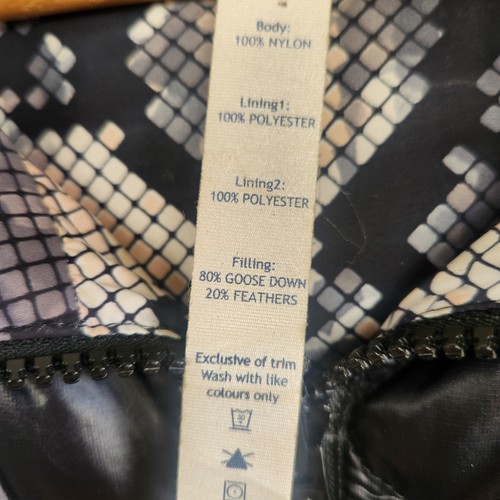 Body:
100% NYLON
Lining1:
100% POLYESTER
Lining2:
100% POLYESTER
Filling:
80% GOOSE DOWN
20% FEATHERS
Exclusive of trim
Wash with like
colours only
30